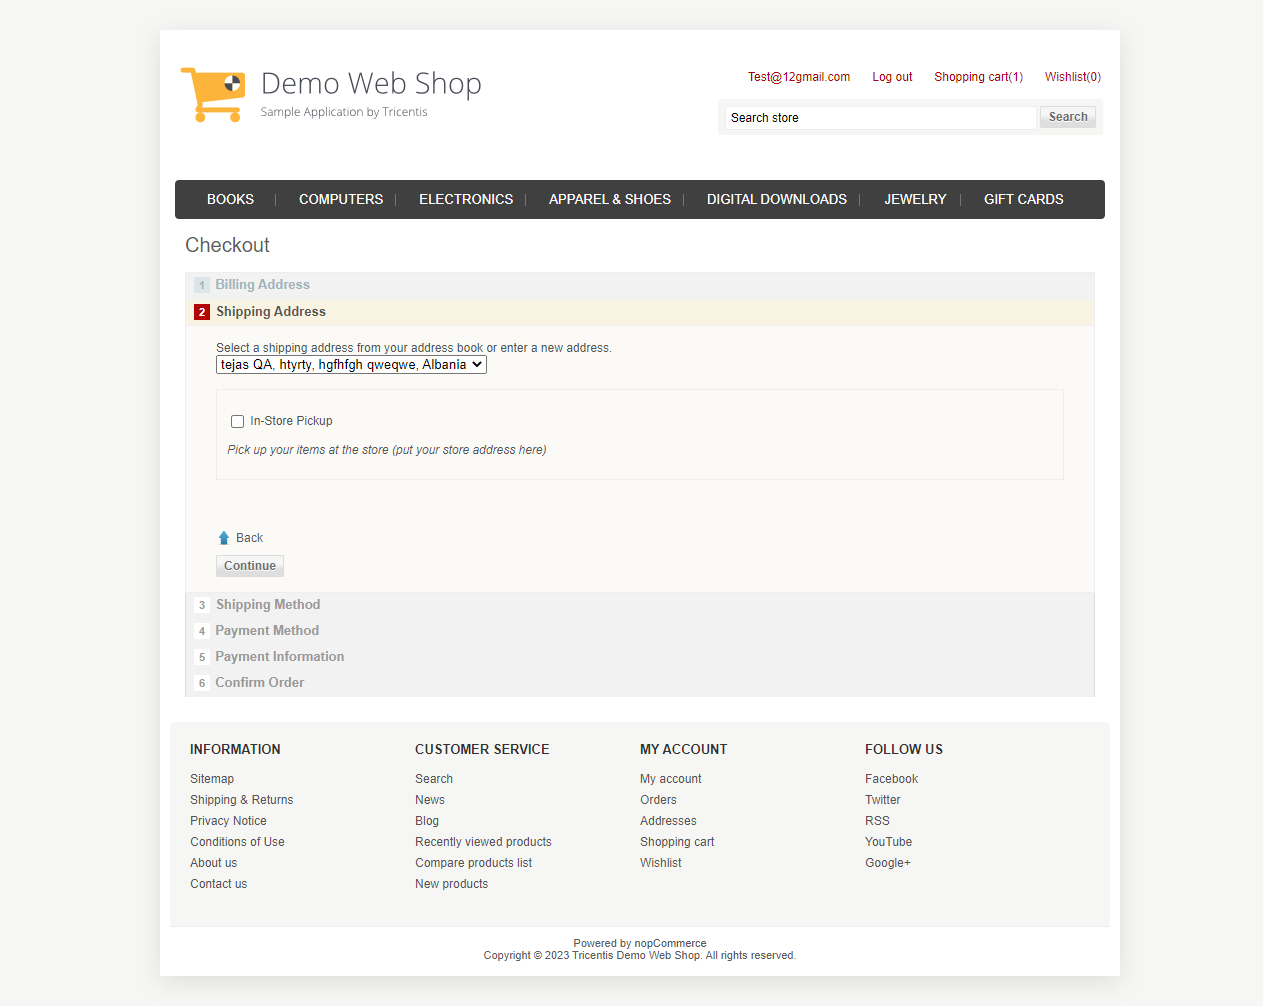 Demo Web Shop
Sample Application by Tricentis
Test@12gmail.com Log out Shopping cart(1) Wishlist(0)
Search store Search
BOOKS COMPUTERS ELECTRONICS APPAREL & SHOES DIGITAL DOWNLOADS JEWELRY GIFT CARDS
Checkout
1 Billing Address
2 Shipping Address
Select a shipping address from your address book or enter a new address.
tejas QA, htyrty, hgfhfgh qweqwe, Albania
In-Store Pickup
Pick up your items at the store (put your store address here)
Back
Continue
3 Shipping Method
4 Payment Method
5 Payment Information
6 Confirm Order
INFORMATION
Sitemap
Shipping & Returns
Privacy Notice
Conditions of Use
About us
Contact us
CUSTOMER SERVICE
Search
News
Blog
Recently viewed products
Compare products list
New products
MY ACCOUNT
My account
Orders
Addresses
Shopping cart
Wishlist
FOLLOW US
Facebook
Twitter
RSS
YouTube
Google+
Powered by nopCommerce
Copyright © 2023 Tricentis Demo Web Shop. All rights reserved.